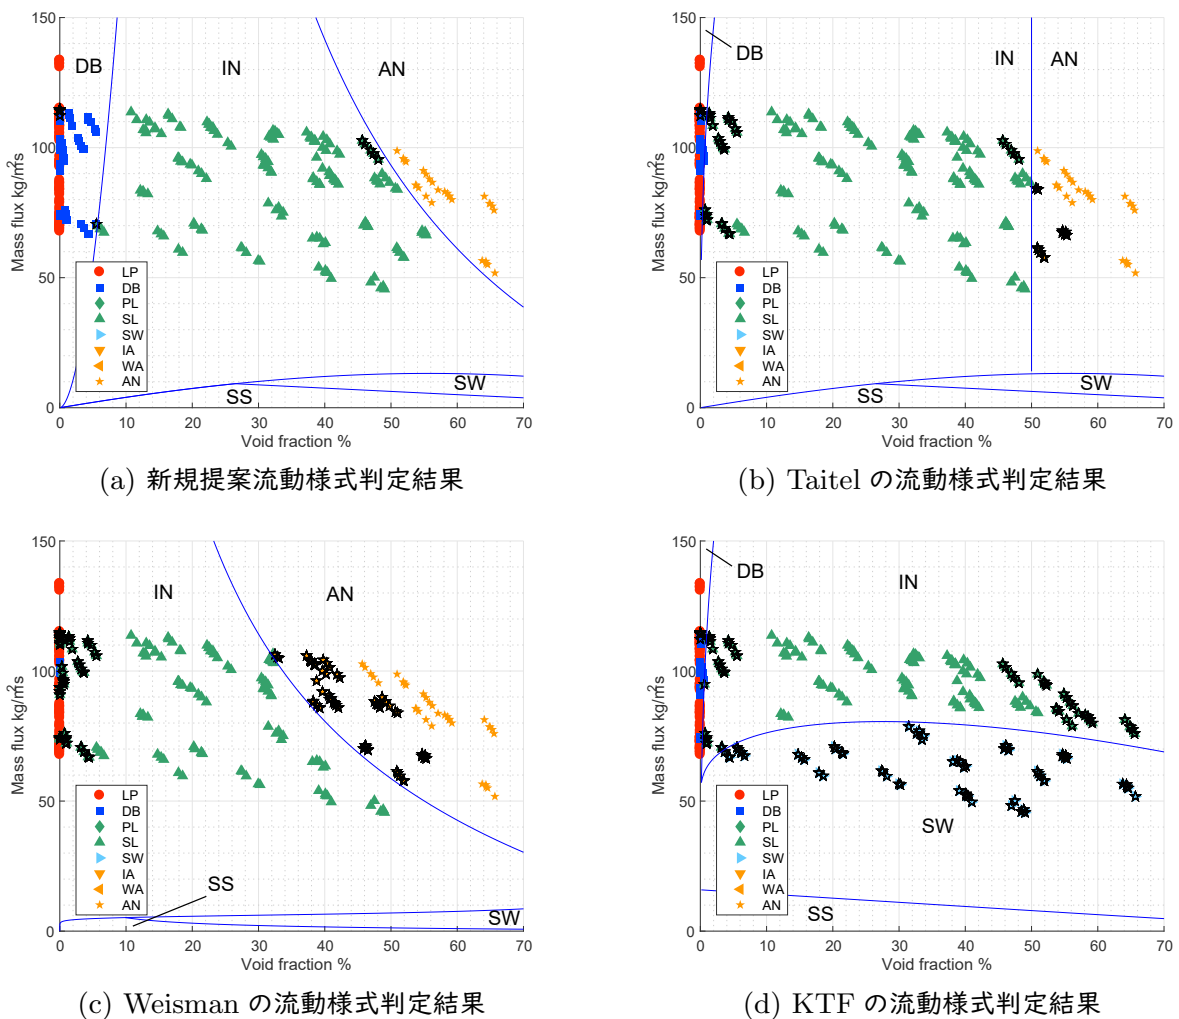 150
100
50
0
Mass flux kg/m²s
DB
IN
AN
LP
DB
PL
SL
SW
IA
WA
AN
SS
SW
0 10 20 30 40 50 60 70
Void fraction %
(a) 新規提案流動様式判定結果
150
100
50
0
Mass flux kg/m²s
DB
IN
AN
LP
DB
PL
SL
SW
IA
WA
AN
SS
SW
0 10 20 30 40 50 60 70
Void fraction %
(b) Taitel の流動様式判定結果
150
100
50
0
Mass flux kg/m²s
IN
AN
LP
DB
PL
SL
SW
IA
WA
AN
SS
SW
0 10 20 30 40 50 60 70
Void fraction %
(c) Weisman の流動様式判定結果
150
100
50
0
Mass flux kg/m²s
DB
IN
LP
DB
PL
SL
SW
IA
WA
AN
SW
SS
0 10 20 30 40 50 60 70
Void fraction %
(d) KTF の流動様式判定結果